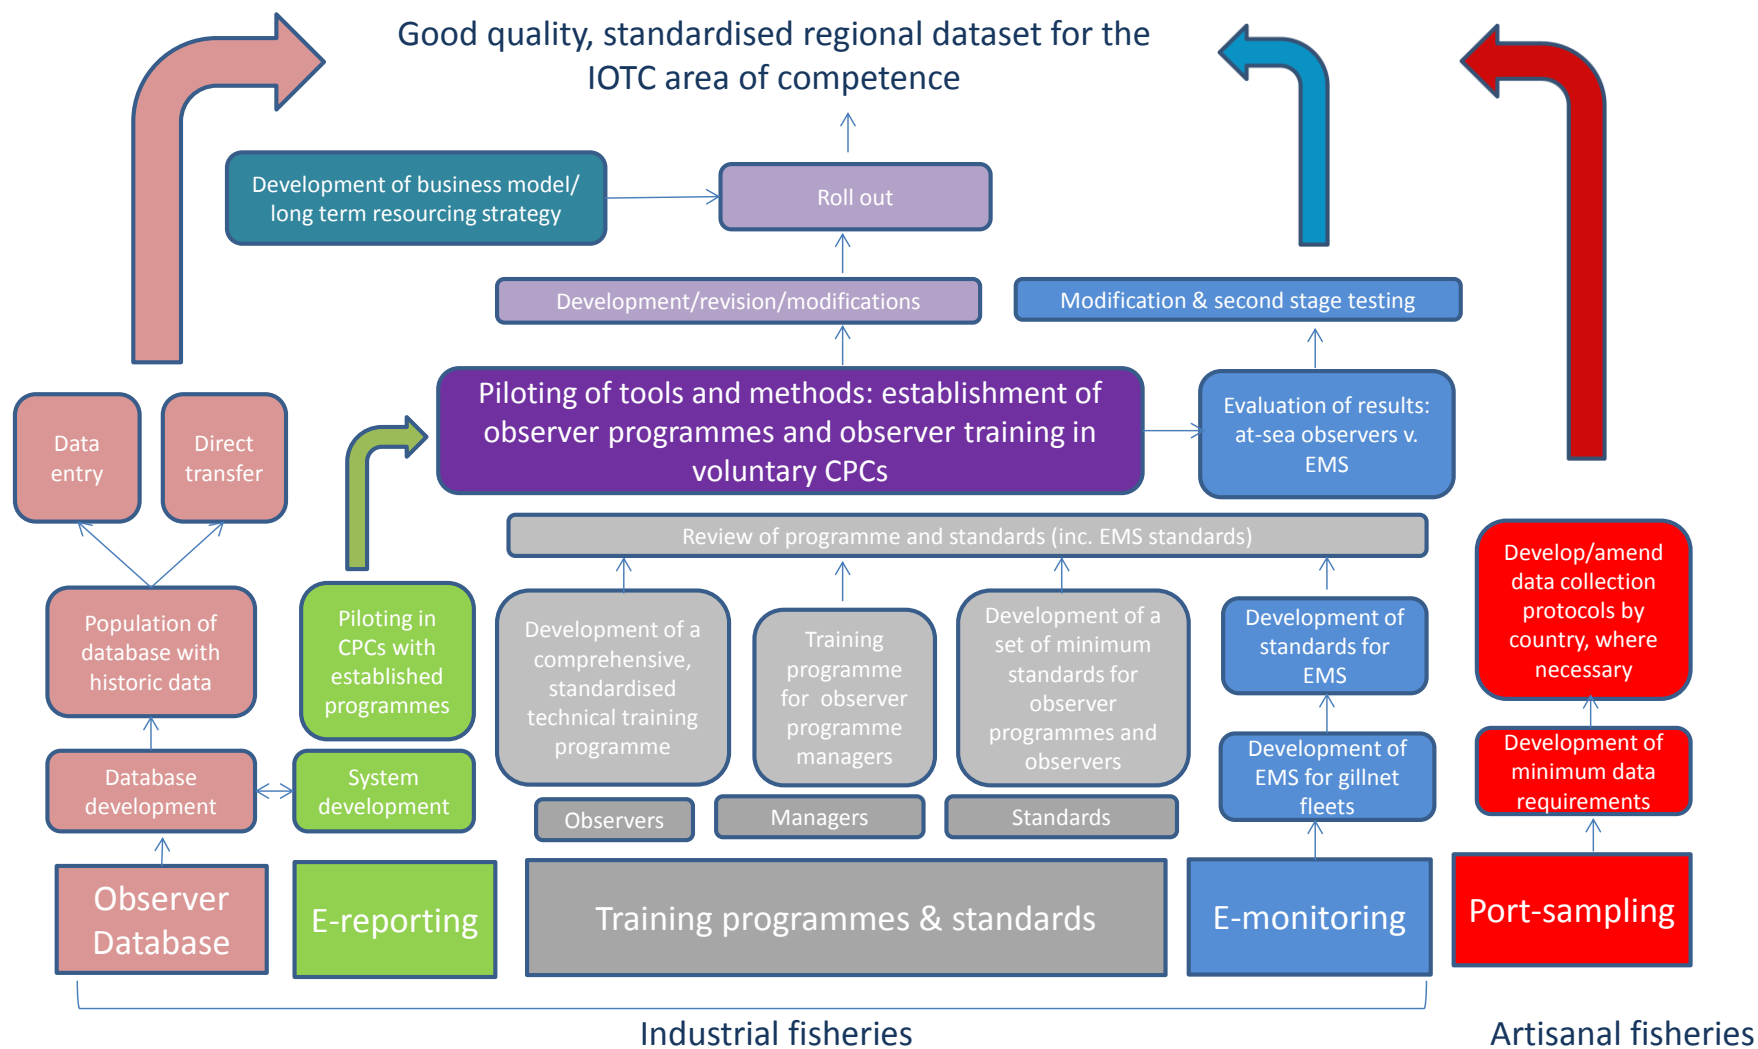 Good quality, standardised regional dataset for the
IOTC area of competence
Development of business model/
long term resourcing strategy
Roll out
Development/revision/modifications
Modification & second stage testing
Piloting of tools and methods: establishment of
observer programmes and observer training in
voluntary CPCs
Evaluation of results:
at-sea observers v.
EMS
Data
entry
Direct
transfer
Review of programme and standards (inc. EMS standards)
Population of
database with
historic data
Piloting in
CPCs with
established
programmes
Development of a
comprehensive,
standardised
technical training
programme
Training
programme
for observer
programme
managers
Development of a
set of minimum
standards for
observer
programmes and
observers
Development of
standards for
EMS
Develop/amend
data collection
protocols by
country, where
necessary
Database
development
System
development
Observers
Managers
Standards
Development of
EMS for gillnet
fleets
Development of
minimum data
requirements
Observer
Database
E-reporting
Training programmes & standards
E-monitoring
Port-sampling
Industrial fisheries
Artisanal fisheries